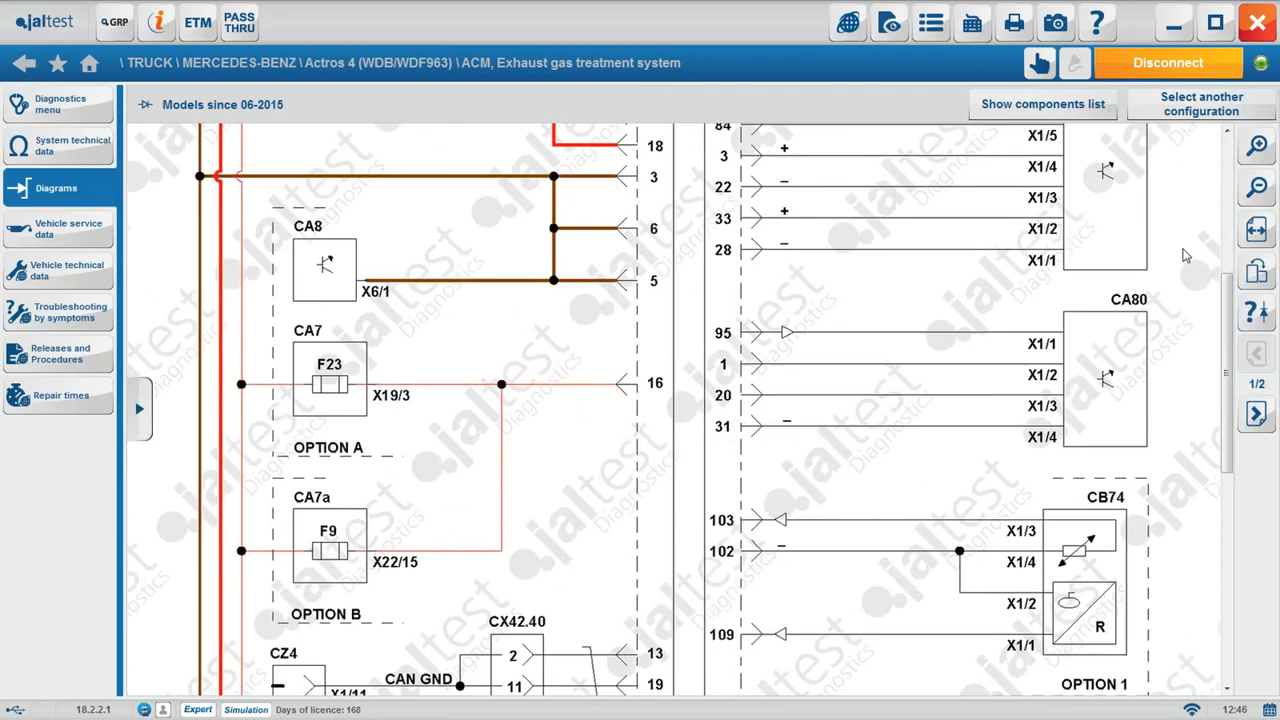 jaltest
GRP
ETM
PASS
THRU
\ TRUCK \ MERCEDES-BENZ \ Actros 4 (WDB/WDF963) \ ACM, Exhaust gas treatment system
Disconnect
Diagnostics
menu
System technical
data
Diagrams
Vehicle service
data
Vehicle technical
data
Troubleshooting
by symptoms
Releases and
Procedures
Repair times
Models since 06-2015
Show components list
Select another
configuration
18
3
6
CA8
X6/1
5
CA7
F23
X19/3
16
OPTION A
CA7a
F9
X22/15
OPTION B
CX42.40
CZ4
2
13
CAN GND
11
19
X1/11
84
X1/5
3
+
X1/4
22
−
X1/3
33
+
X1/2
28
−
X1/1
CA80
95
X1/1
1
X1/2
20
X1/3
31
−
X1/4
CB74
103
X1/3
102
−
X1/4
X1/2
R
109
X1/1
OPTION 1
1/2
18.2.2.1
Expert
Simulation
Days of licence: 168
12:46